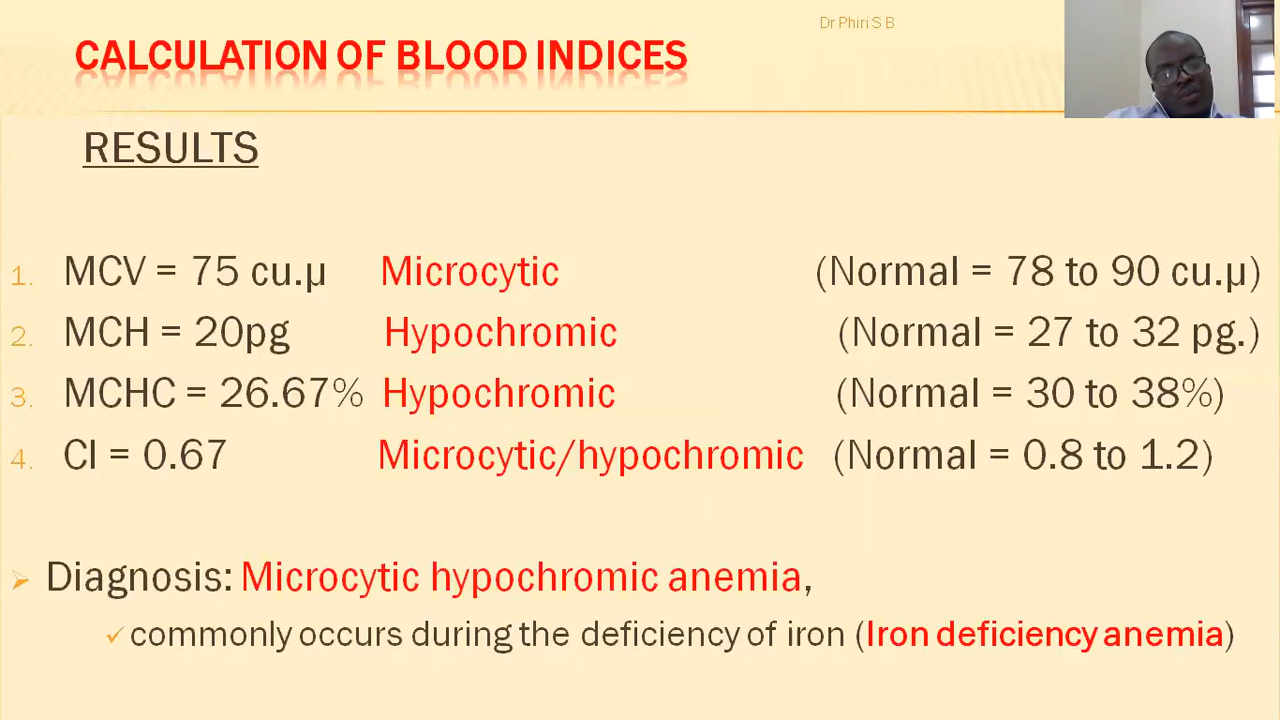 Dr Phiri S B
CALCULATION OF BLOOD INDICES
RESULTS
1. MCV = 75 cu.µ Microcytic (Normal = 78 to 90 cu.µ)
2. MCH = 20pg Hypochromic (Normal = 27 to 32 pg.)
3. MCHC = 26.67% Hypochromic (Normal = 30 to 38%)
4. CI = 0.67 Microcytic/hypochromic (Normal = 0.8 to 1.2)
Diagnosis: Microcytic hypochromic anemia,
commonly occurs during the deficiency of iron (Iron deficiency anemia)